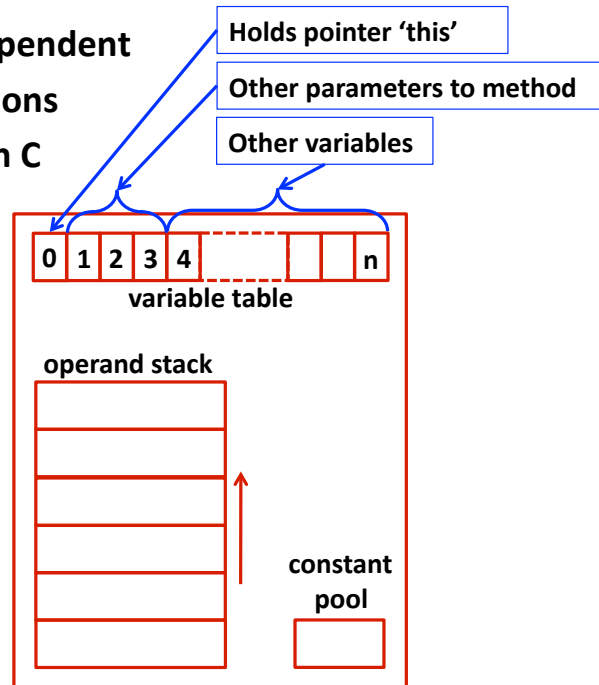 pendent
ons
C
Holds pointer ‘this’
Other parameters to method
Other variables
0 1 2 3 4 n
variable table
operand stack
constant
pool